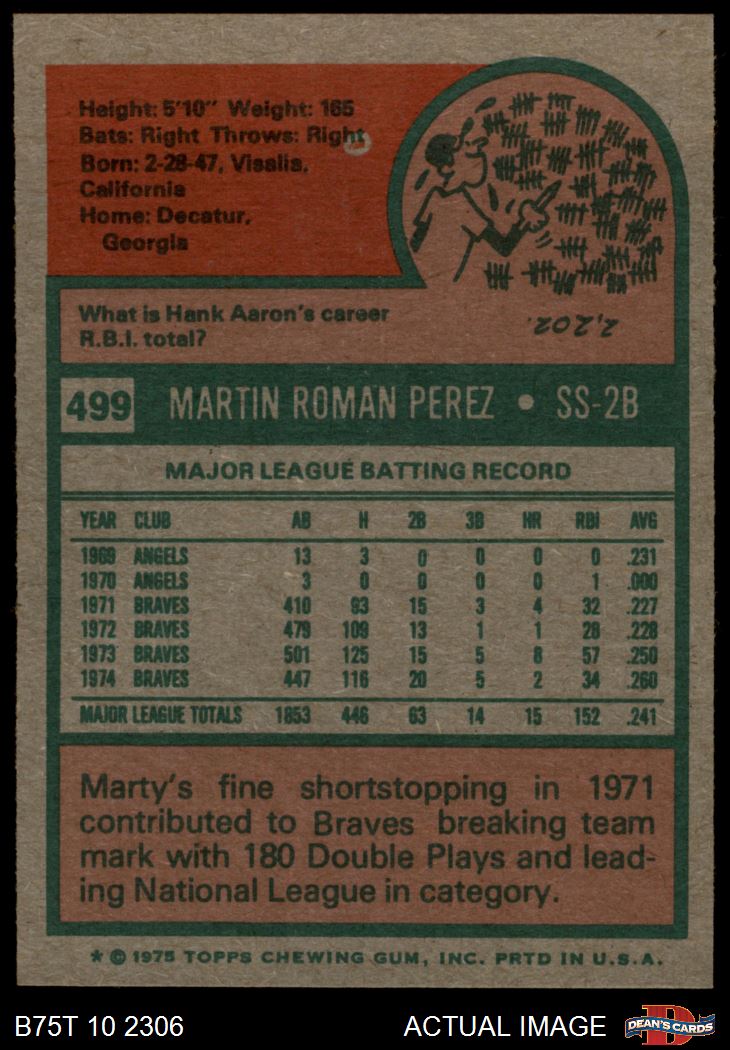 Height: 5'10" Weight: 165
Bats: Right Throws: Right
Born: 2-28-47, Visalia,
California
Home: Decatur,
Georgia
What is Hank Aaron's career
R.B.I. total?
2,202.
499 MARTIN ROMAN PEREZ • SS-2B
MAJOR LEAGUE BATTING RECORD
YEAR CLUB AB H 2B 3B HR RBI AVG
1969 ANGELS 13 3 0 0 0 0 .231
1970 ANGELS 3 0 0 0 0 1 .000
1971 BRAVES 410 93 15 3 4 32 .227
1972 BRAVES 479 109 13 1 1 28 .228
1973 BRAVES 501 125 15 5 8 57 .250
1974 BRAVES 447 116 20 5 2 34 .260
MAJOR LEAGUE TOTALS 1853 446 63 14 15 152 .241
Marty's fine shortstopping in 1971
contributed to Braves breaking team
mark with 180 Double Plays and lead-
ing National League in category.
* © 1975 TOPPS CHEWING GUM, INC. PRTD IN U.S.A.
B75T 10 2306 ACTUAL IMAGE D DEAN'S CARDS